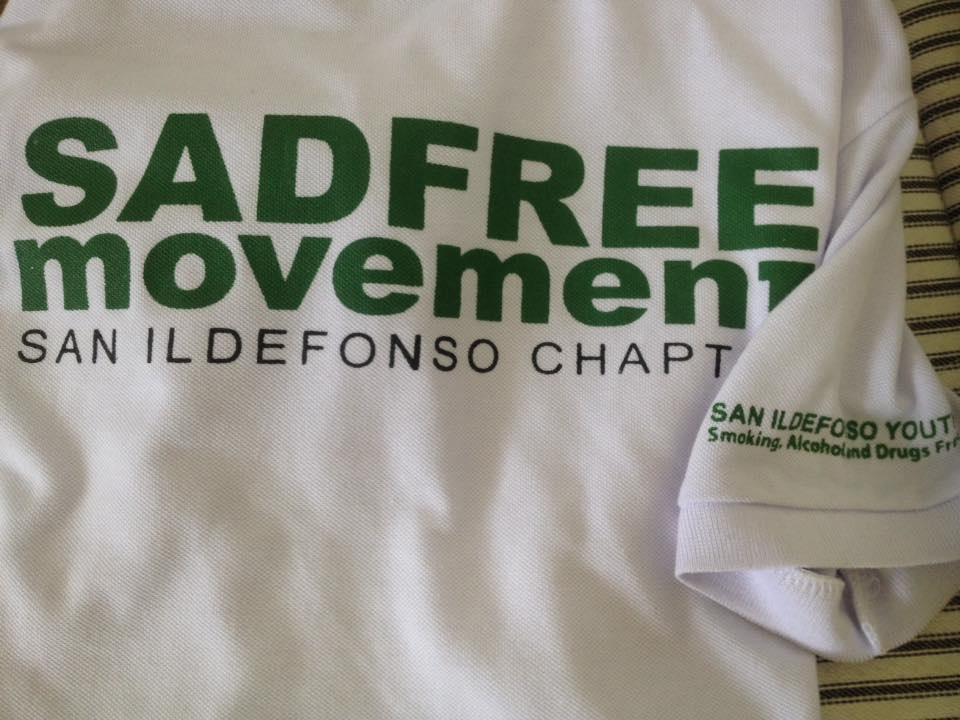 SADFREE
movement
SAN ILDEFONSO CHAPT
SAN ILDEFOSO YOUT
Smoking, Alcohol and Drugs Fr